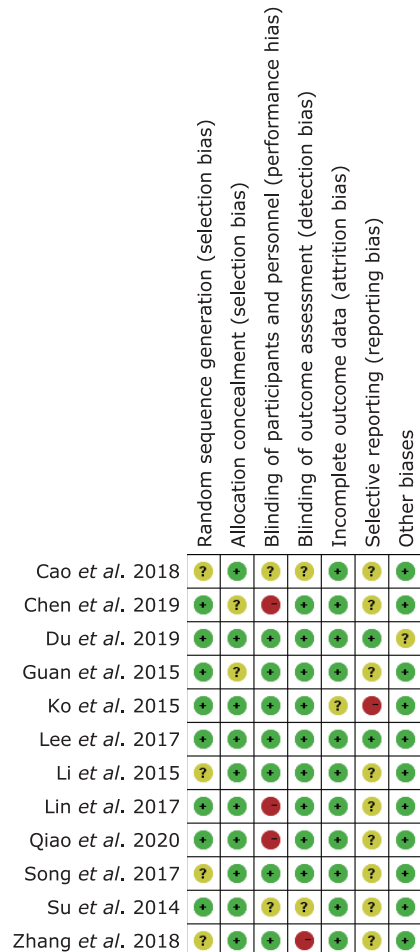 Random sequence generation (selection bias)
Allocation concealment (selection bias)
Blinding of participants and personnel (performance hias)
Blinding of outcome assessment (detection bias)
Incomplete outcome data (attrition bias)
Selective reporting (reporting bias)
Other biases
Cao et al. 2018 ? + ? ? + ? +
Chen et al. 2019 + ? - + + ? +
Du et al. 2019 + + + + + + ?
Guan et al. 2015 + ? + + + ? +
Ko et al. 2015 + + + + ? - +
Lee et al. 2017 + + + + + + +
Li et al. 2015 ? + + + + ? +
Lin et al. 2017 + + - + + ? +
Qiao et al. 2020 + + - + + ? +
Song et al. 2017 ? + + + + ? +
Su et al. 2014 + + ? ? + ? +
Zhang et al. 2018 ? + + - + ? +